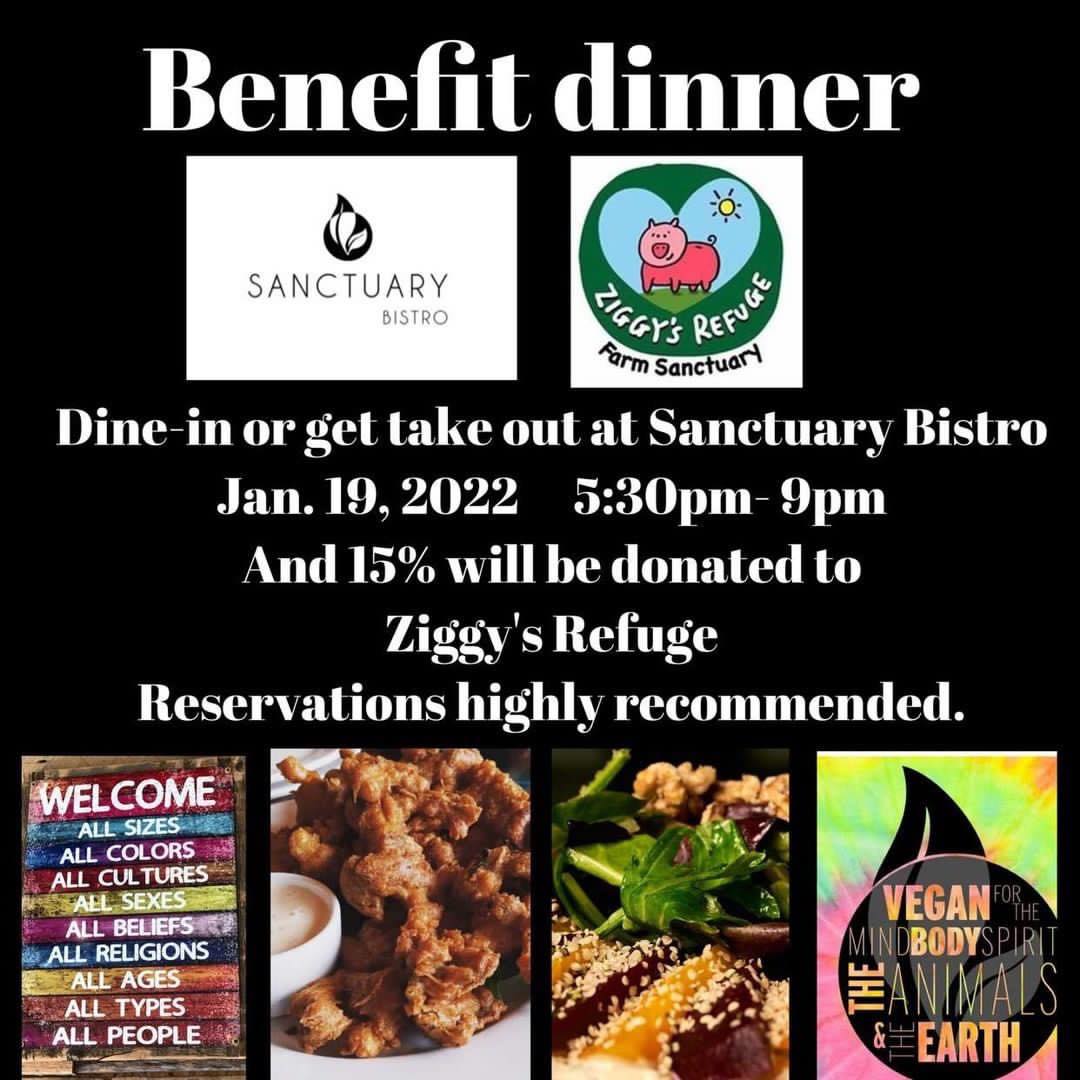 Benefit dinner
SANCTUARY
BISTRO
ZIGGY'S REFUGE
Farm Sanctuary
Dine-in or get take out at Sanctuary Bistro
Jan. 19, 2022 5:30pm- 9pm
And 15% will be donated to
Ziggy's Refuge
Reservations highly recommended.
WELCOME
ALL SIZES
ALL COLORS
ALL CULTURES
ALL SEXES
ALL BELIEFS
ALL RELIGIONS
ALL AGES
ALL TYPES
ALL PEOPLE
VEGAN FOR THE
MINDBODYSPIRIT
THE ANIMALS
& THE EARTH